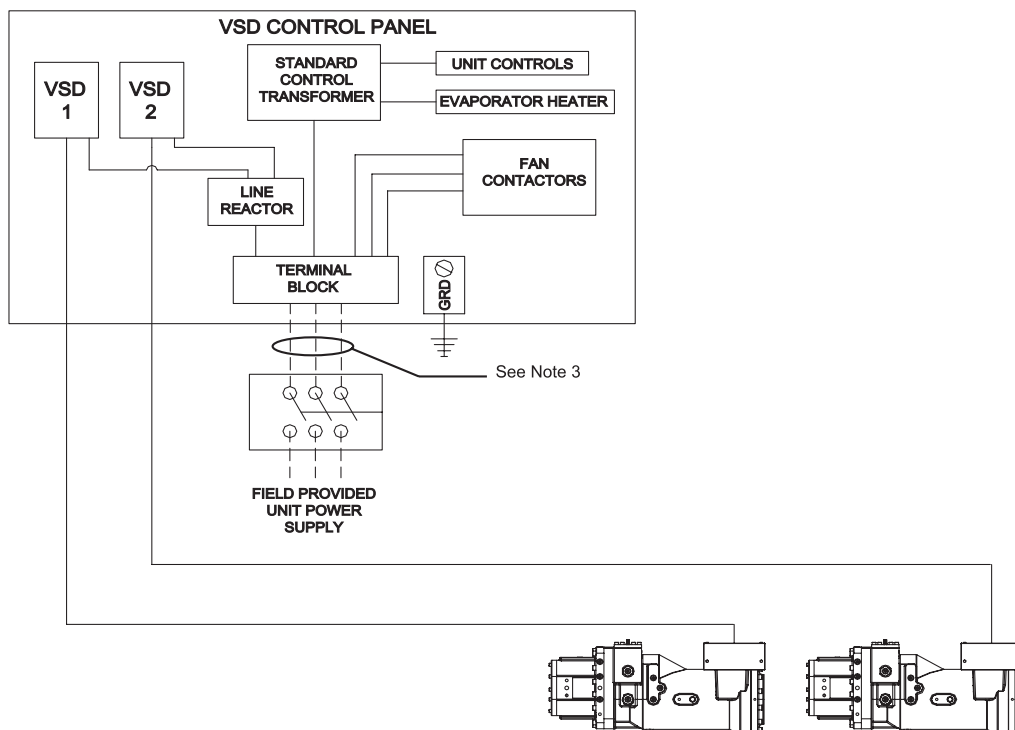 VSD CONTROL PANEL
VSD
1
VSD
2
STANDARD
CONTROL
TRANSFORMER
UNIT CONTROLS
EVAPORATOR HEATER
FAN
CONTACTORS
LINE
REACTOR
TERMINAL
BLOCK
GRD
See Note 3
FIELD PROVIDED
UNIT POWER
SUPPLY